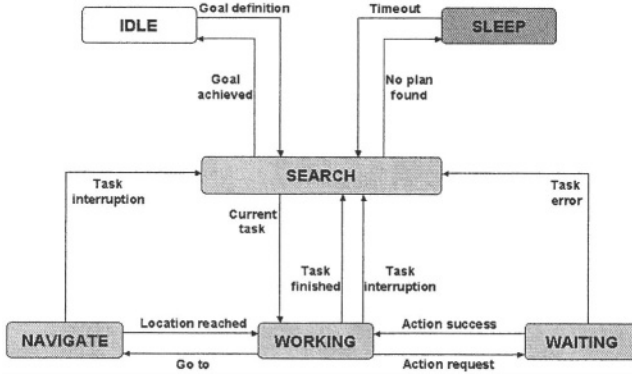 Goal definition
IDLE
Timeout
SLEEP
Goal
achieved
No plan
found
SEARCH
Task
interruption
Current
task
Task
error
Task
finished
Task
interruption
NAVIGATE
Location reached
Go to
WORKING
Action success
Action request
WAITING